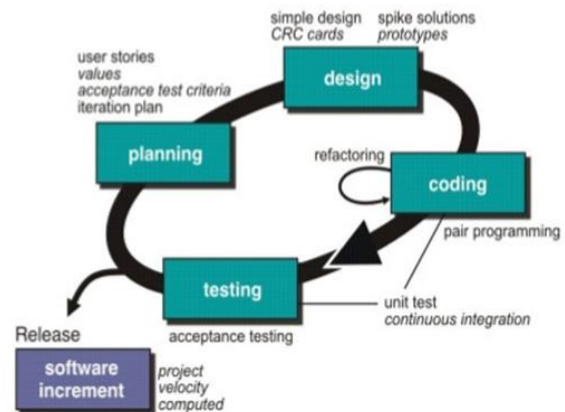 simple design
CRC cards
spike solutions
prototypes
user stories
values
acceptance test criteria
iteration plan
design
planning
refactoring
coding
pair programming
testing
unit test
continuous integration
acceptance testing
Release
software
increment
project
velocity
computed